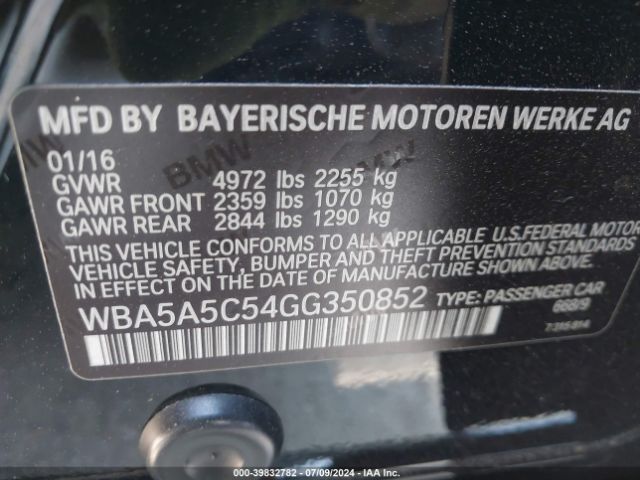 MFD BY BAYERISCHE MOTOREN WERKE AG
01/16
GVWR 4972 lbs 2255 kg
GAWR FRONT 2359 lbs 1070 kg
GAWR REAR 2844 lbs 1290 kg
THIS VEHICLE CONFORMS TO ALL APPLICABLE U.S.FEDERAL MOTOR
VEHICLE SAFETY, BUMPER AND THEFT PREVENTION STANDARDS
IN EFFECT ON THE DATE OF MANUFACTURE SHOWN ABOVE.
WBA5A5C54GG350852 TYPE: PASSENGER CAR
668/9
BMW
000-39832782 / 07/09/2024 - IAA Inc.